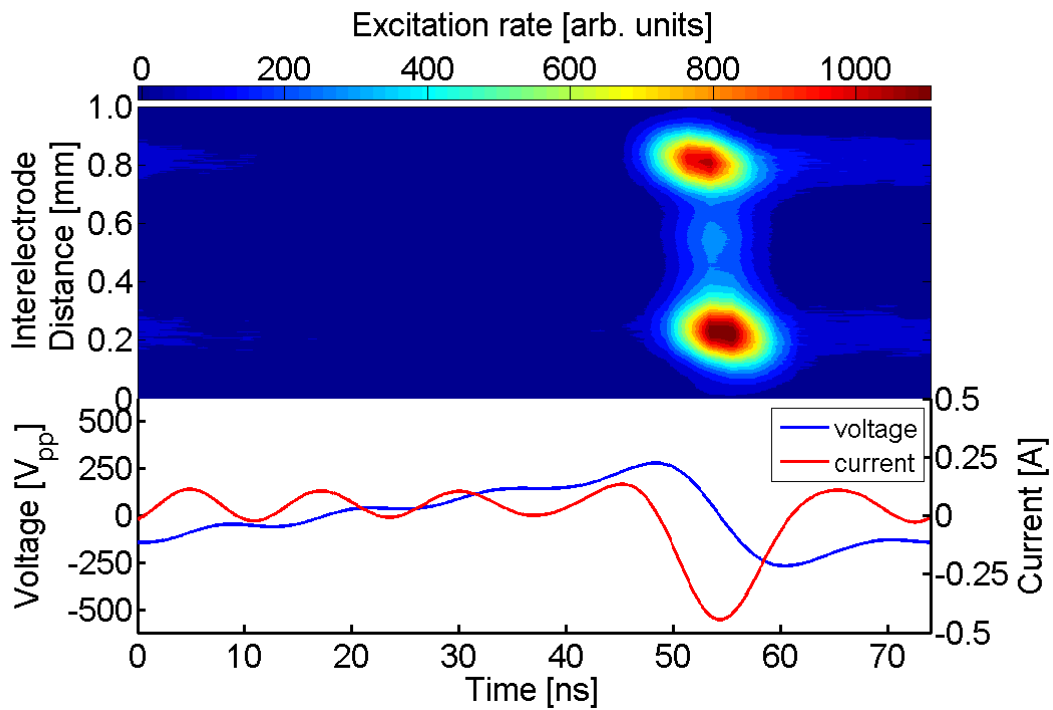 Excitation rate [arb. units]
0 200 400 600 800 1000
Interelectrode
Distance [mm]
1.0
0.8
0.6
0.4
0.2
0
Voltage [Vpp]
500
250
0
-250
-500
voltage
current
0.5
0.25
0
-0.25
-0.5
Current [A]
0 10 20 30 40 50 60 70
Time [ns]